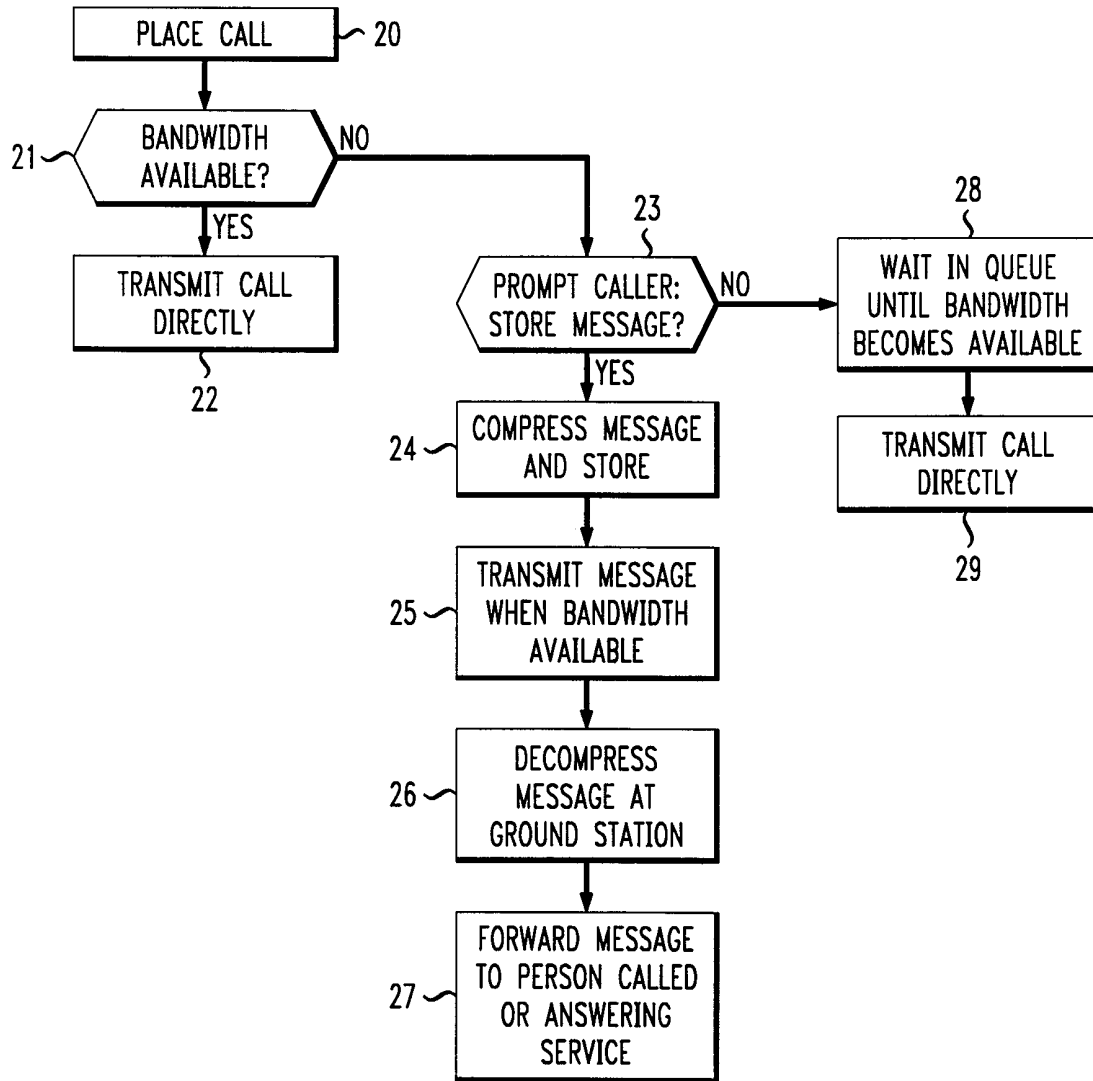 PLACE CALL
20
BANDWIDTH
AVAILABLE?
21
NO
YES
TRANSMIT CALL
DIRECTLY
22
23
PROMPT CALLER:
STORE MESSAGE?
NO
YES
28
WAIT IN QUEUE
UNTIL BANDWIDTH
BECOMES AVAILABLE
TRANSMIT CALL
DIRECTLY
29
24
COMPRESS MESSAGE
AND STORE
25
TRANSMIT MESSAGE
WHEN BANDWIDTH
AVAILABLE
26
DECOMPRESS
MESSAGE AT
GROUND STATION
27
FORWARD MESSAGE
TO PERSON CALLED
OR ANSWERING
SERVICE